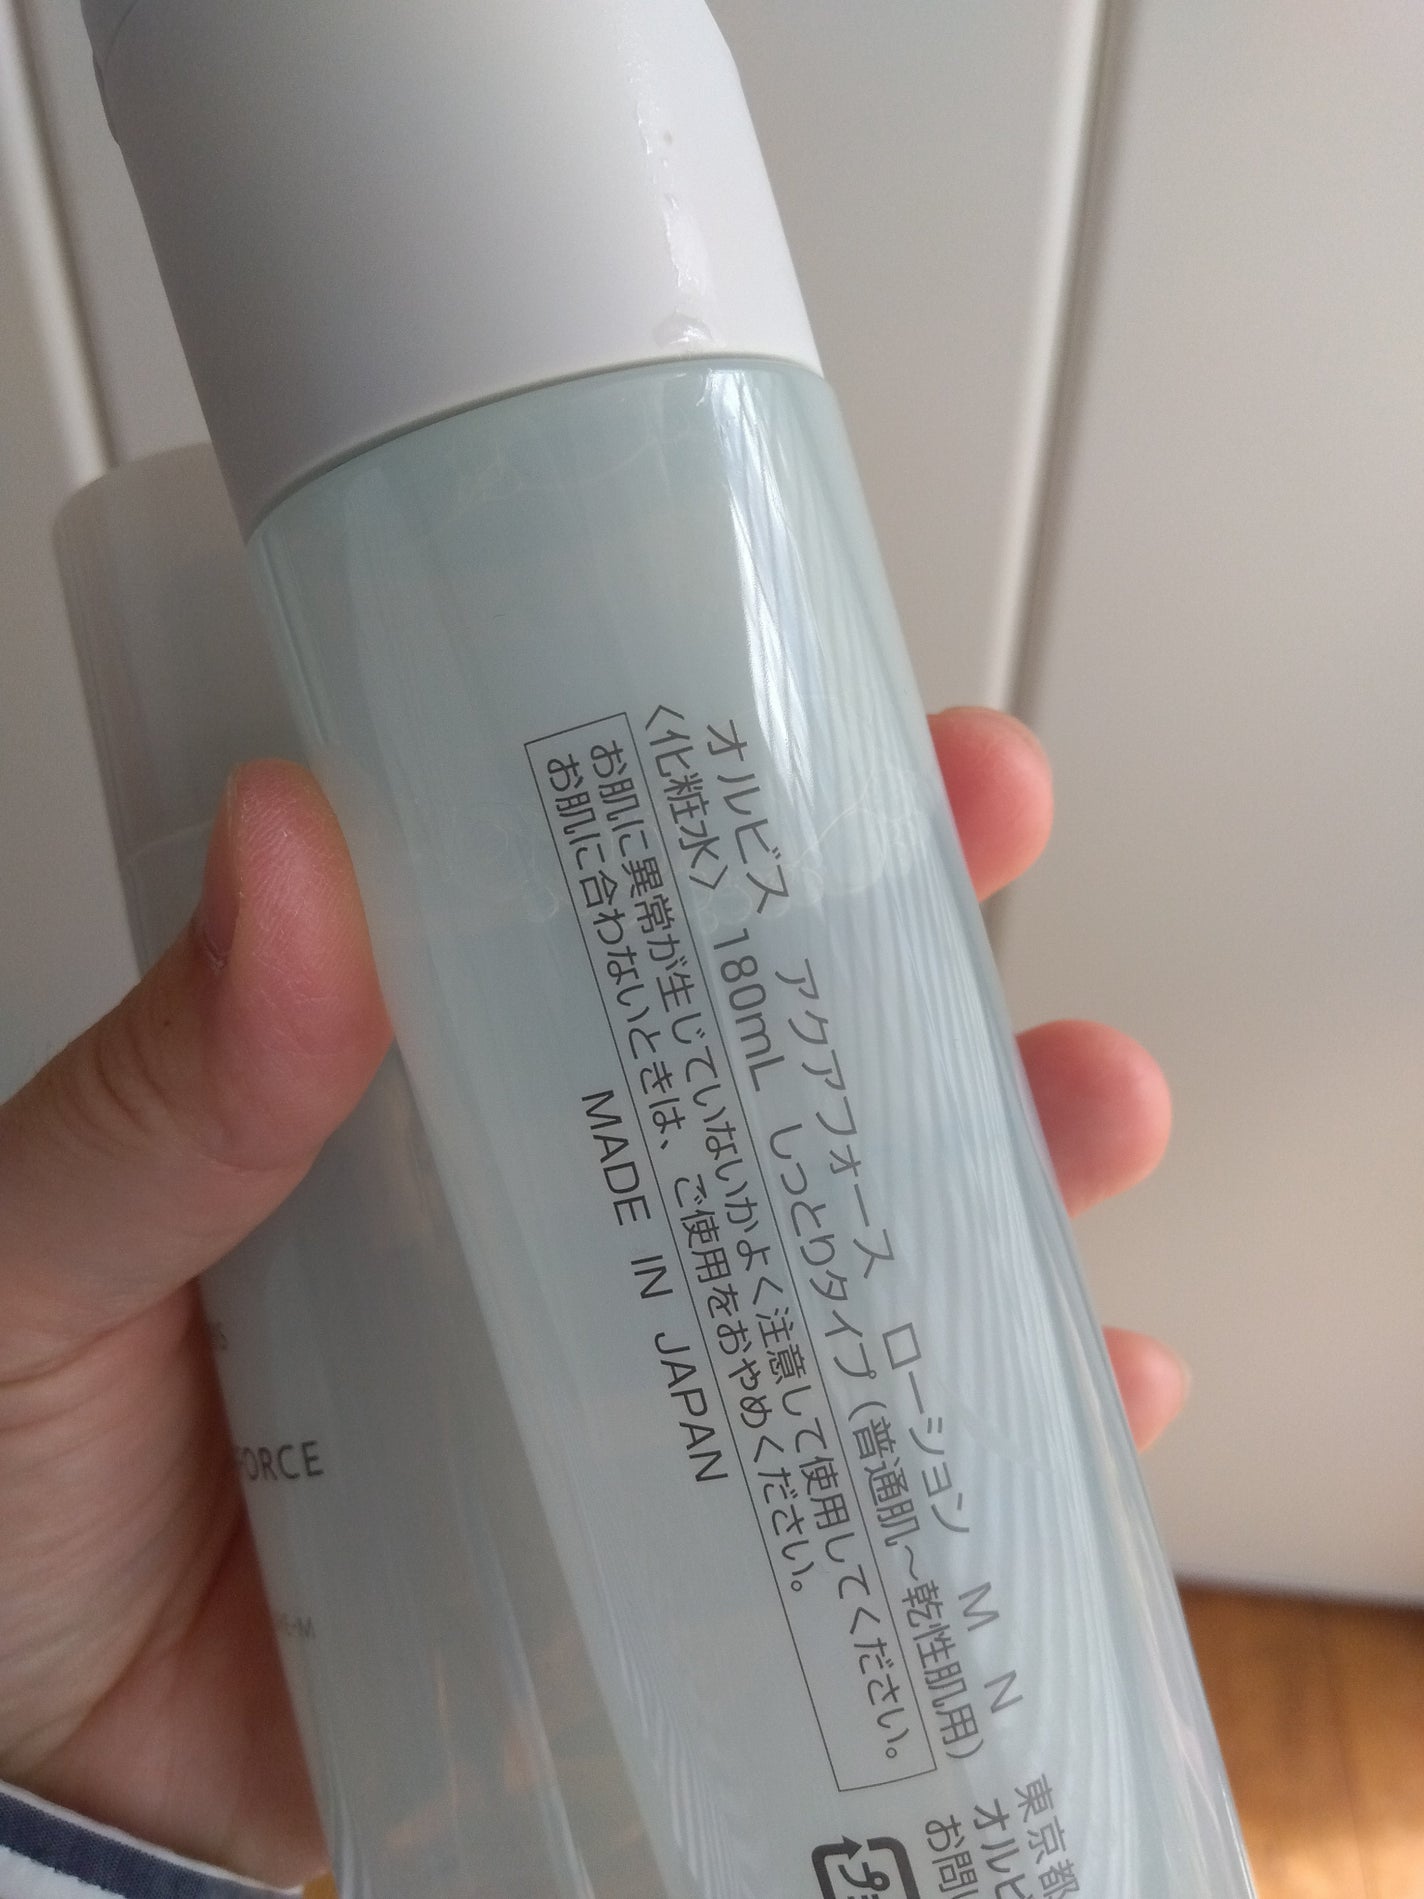 オルビス アクアフォース ローション M N
〈化粧水〉 180mL しっとりタイプ（普通肌～乾性肌用）
お肌に異常が生じていないかよく注意して使用してください。
お肌に合わないときは、ご使用をおやめください。
MADE IN JAPAN
東京都
オルビ
お問
プ
FORCE